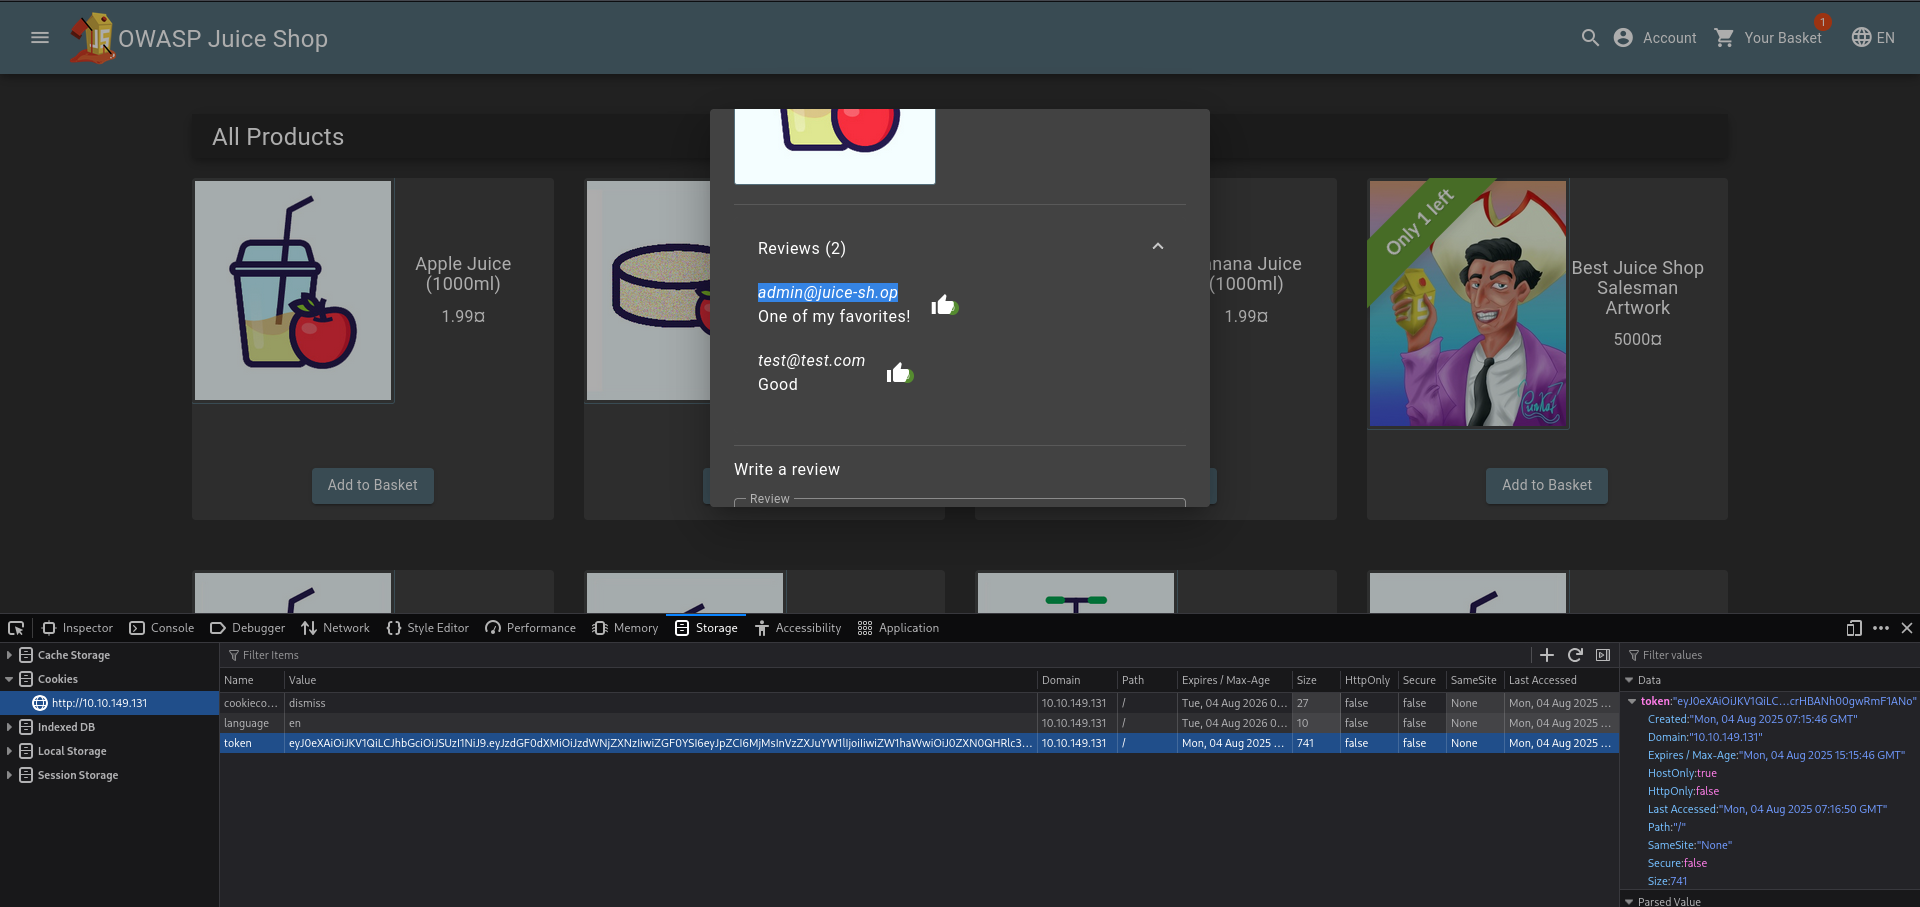 OWASP Juice Shop
Account
Your Basket
1
EN
All Products
Apple Juice
(1000ml)
1.99¤
Add to Basket
Reviews (2)
admin@juice-sh.op
One of my favorites!
test@test.com
Good
Write a review
Review
nana Juice
(1000ml)
1.99¤
Only 1 left
Best Juice Shop
Salesman
Artwork
5000¤
Add to Basket
Inspector Console Debugger Network Style Editor Performance Memory Storage Accessibility Application
Cache Storage
Cookies
http://10.10.149.131
Indexed DB
Local Storage
Session Storage
Filter Items
Name Value Domain Path Expires / Max-Age Size HttpOnly Secure SameSite Last Accessed
cookieco... dismiss 10.10.149.131 / Tue, 04 Aug 2026 0... 27 false false None Mon, 04 Aug 2025 ...
language en 10.10.149.131 / Tue, 04 Aug 2026 0... 10 false false None Mon, 04 Aug 2025 ...
token 10.10.149.131 / Mon, 04 Aug 2025 ... 741 false false None Mon, 04 Aug 2025 ...
Filter values
Data
token:"eyJ0eXAiOiJKV1QiLC...crHBANh00gwRmF1ANo"
Created:"Mon, 04 Aug 2025 07:15:46 GMT"
Domain:"10.10.149.131"
Expires / Max-Age:"Mon, 04 Aug 2025 15:15:46 GMT"
HostOnly:true
HttpOnly:false
Last Accessed:"Mon, 04 Aug 2025 07:16:50 GMT"
Path:"/"
SameSite:"None"
Secure:false
Size:741
Parsed Value